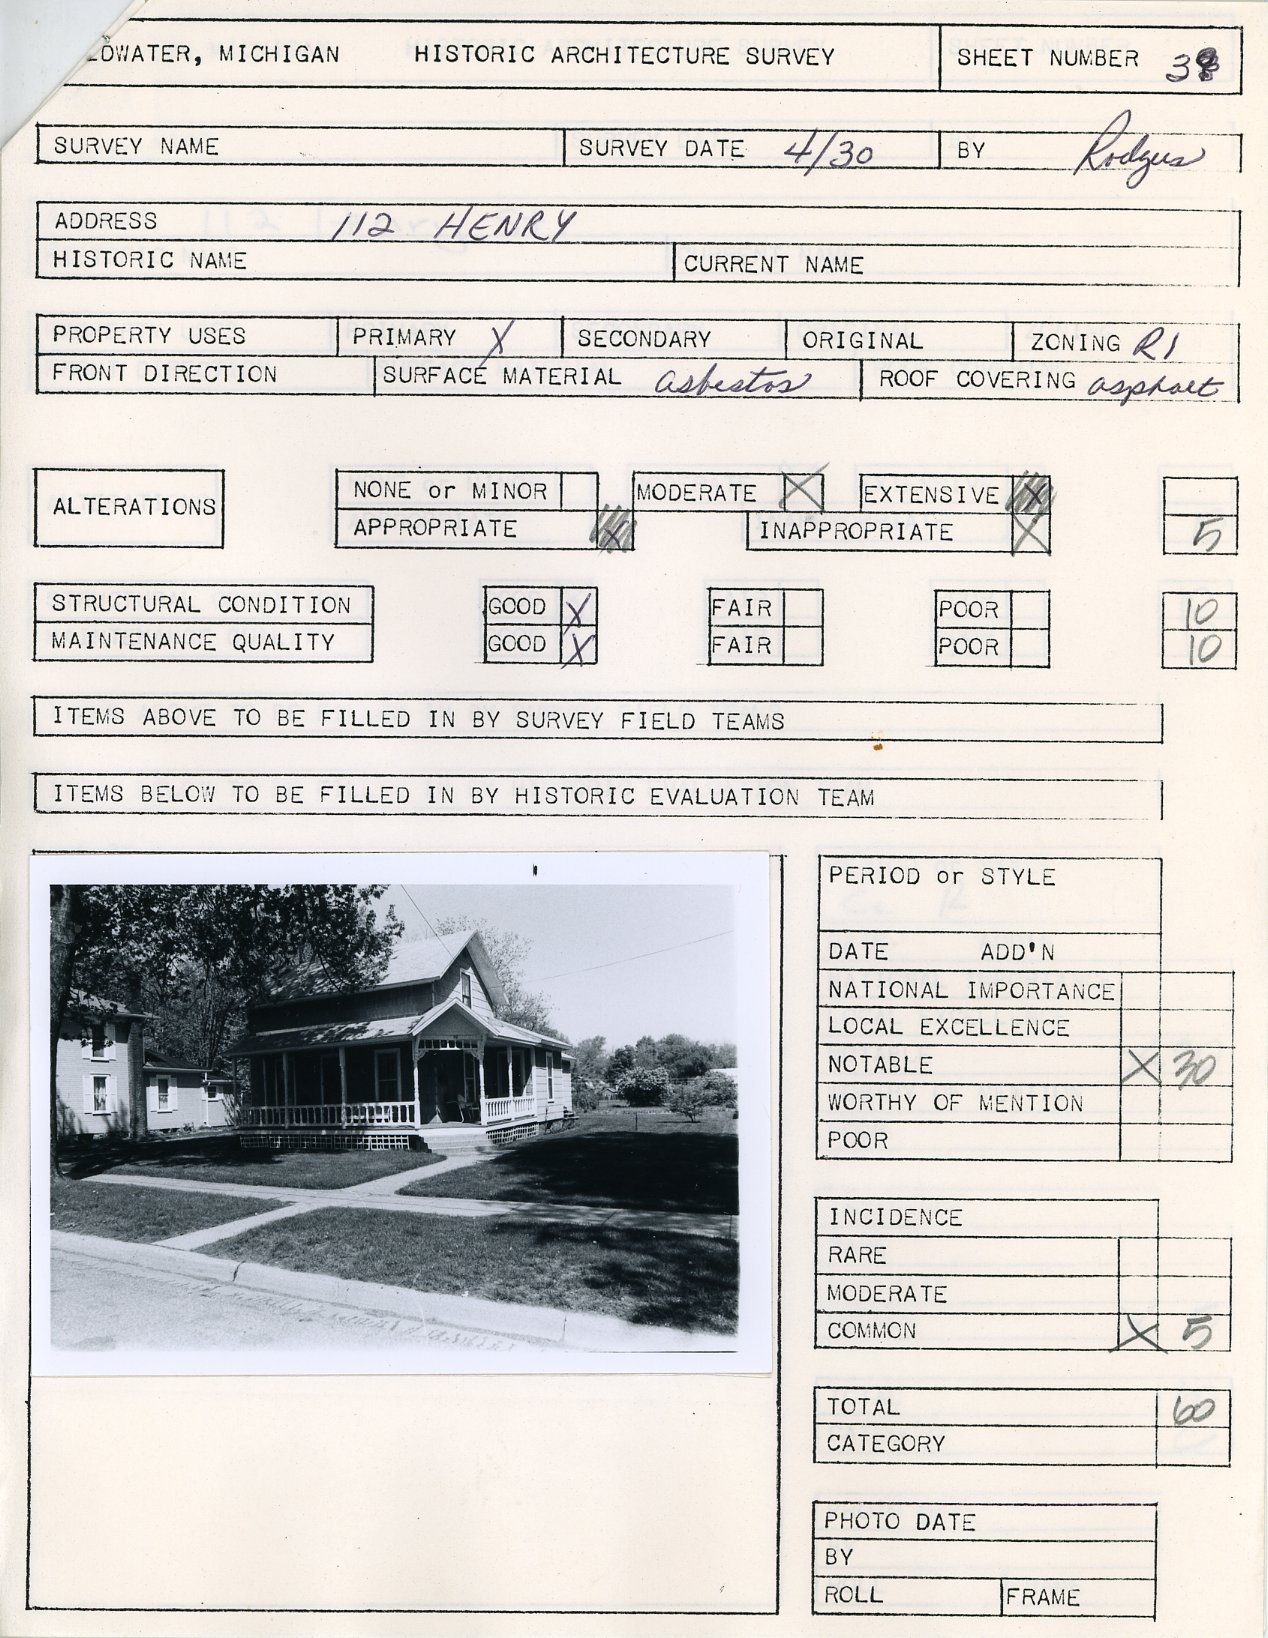 LDWATER, MICHIGAN HISTORIC ARCHITECTURE SURVEY SHEET NUMBER
SURVEY NAME SURVEY DATE 4/30 BY Rodgers
ADDRESS 112 HENRY
HISTORIC NAME CURRENT NAME
PROPERTY USES PRIMARY X SECONDARY ORIGINAL ZONING R1
FRONT DIRECTION SURFACE MATERIAL asbestos ROOF COVERING asphalt
ALTERATIONS NONE or MINOR MODERATE X EXTENSIVE X
APPROPRIATE X INAPPROPRIATE X 5
STRUCTURAL CONDITION GOOD X FAIR POOR 10
MAINTENANCE QUALITY GOOD X FAIR POOR 10
ITEMS ABOVE TO BE FILLED IN BY SURVEY FIELD TEAMS
ITEMS BELOW TO BE FILLED IN BY HISTORIC EVALUATION TEAM
PERIOD or STYLE
DATE ADD'N
NATIONAL IMPORTANCE
LOCAL EXCELLENCE
NOTABLE X 30
WORTHY OF MENTION
POOR
INCIDENCE
RARE
MODERATE
COMMON X 5
TOTAL 60
CATEGORY
PHOTO DATE
BY
ROLL FRAME